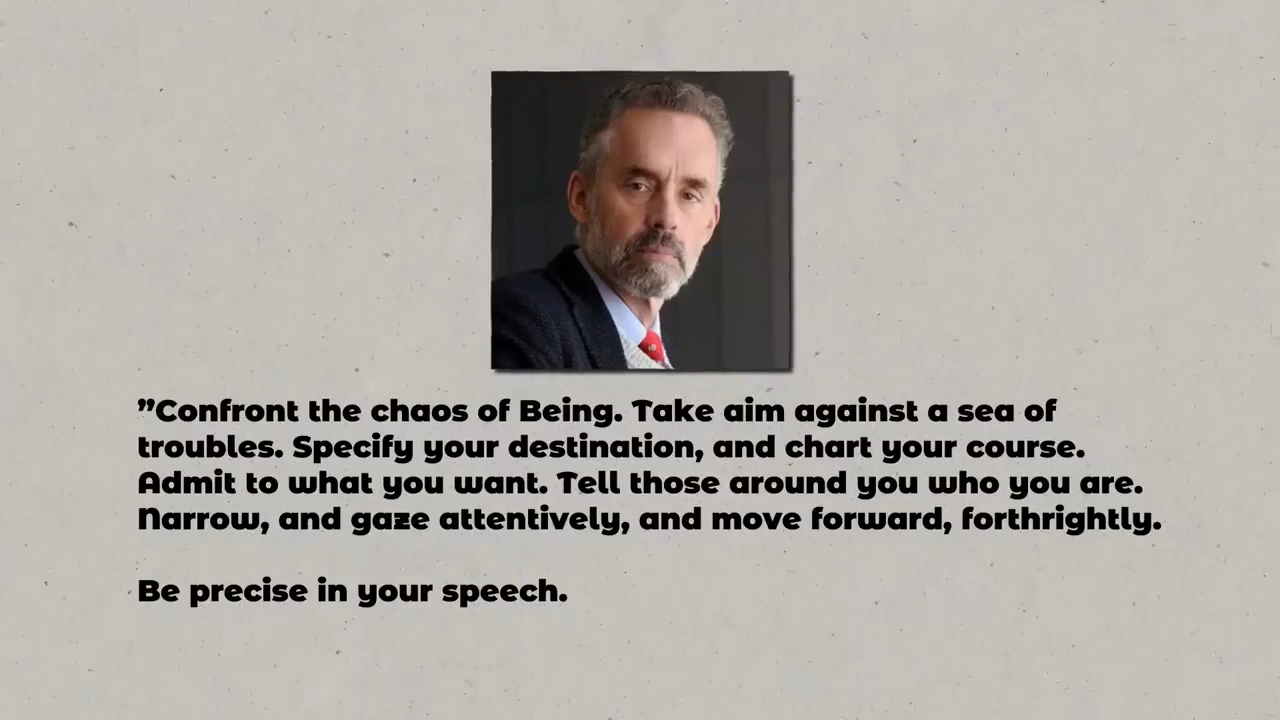 ”Confront the chaos of Being. Take aim against a sea of
troubles. Specify your destination, and chart your course.
Admit to what you want. Tell those around you who you are.
Narrow, and gaze attentively, and move forward, forthrightly.
Be precise in your speech.